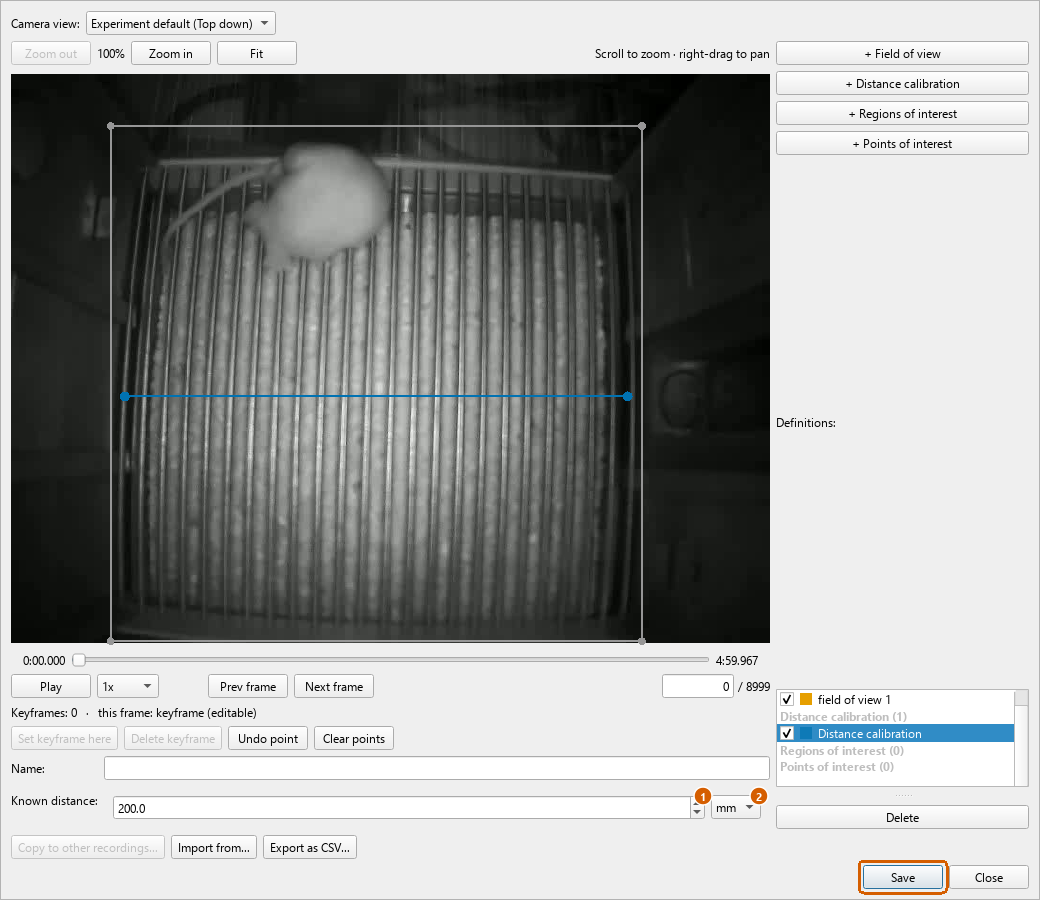 Camera view: Experiment default (Top down)
Zoom out 100% Zoom in Fit Scroll to zoom · right-drag to pan
+ Field of view
+ Distance calibration
+ Regions of interest
+ Points of interest
Definitions:
0:00.000 4:59.967
Play 1x Prev frame Next frame 0 / 8999
Keyframes: 0 · this frame: keyframe (editable)
Set keyframe here Delete keyframe Undo point Clear points
Name:
Known distance: 200.0 1 mm 2
field of view 1
Distance calibration (1)
Distance calibration
Regions of interest (0)
Points of interest (0)
Delete
Copy to other recordings... Import from... Export as CSV...
Save Close